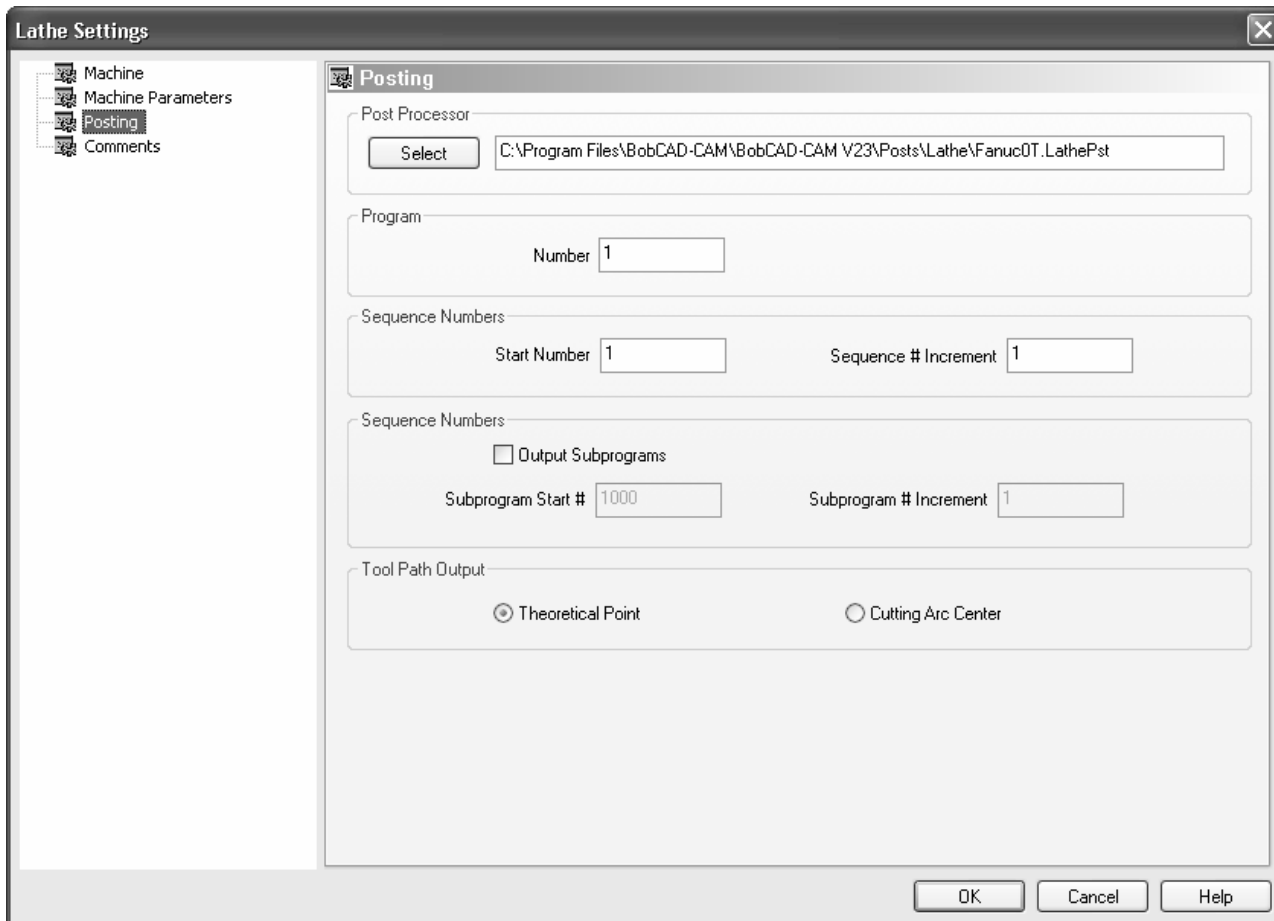 Lathe Settings
Machine
Machine Parameters
Posting
Comments
Posting
Post Processor
Select
C:\Program Files\BobCAD-CAM\BobCAD-CAM V23\Posts\Lathe\Fanuc0T.LathePst
Program
Number 1
Sequence Numbers
Start Number 1 Sequence # Increment 1
Sequence Numbers
Output Subprograms
Subprogram Start # 1000 Subprogram # Increment 1
Tool Path Output
Theoretical Point Cutting Arc Center
OK Cancel Help